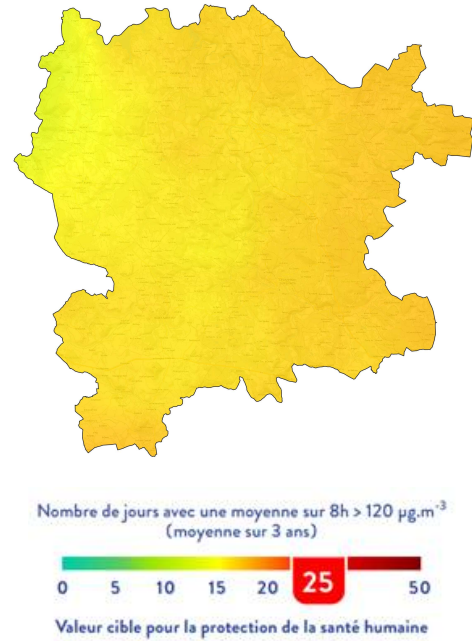 Nombre de jours avec une moyenne sur 8h > 120 µg.m⁻³
(moyenne sur 3 ans)
0 5 10 15 20 25 50
Valeur cible pour la protection de la santé humaine